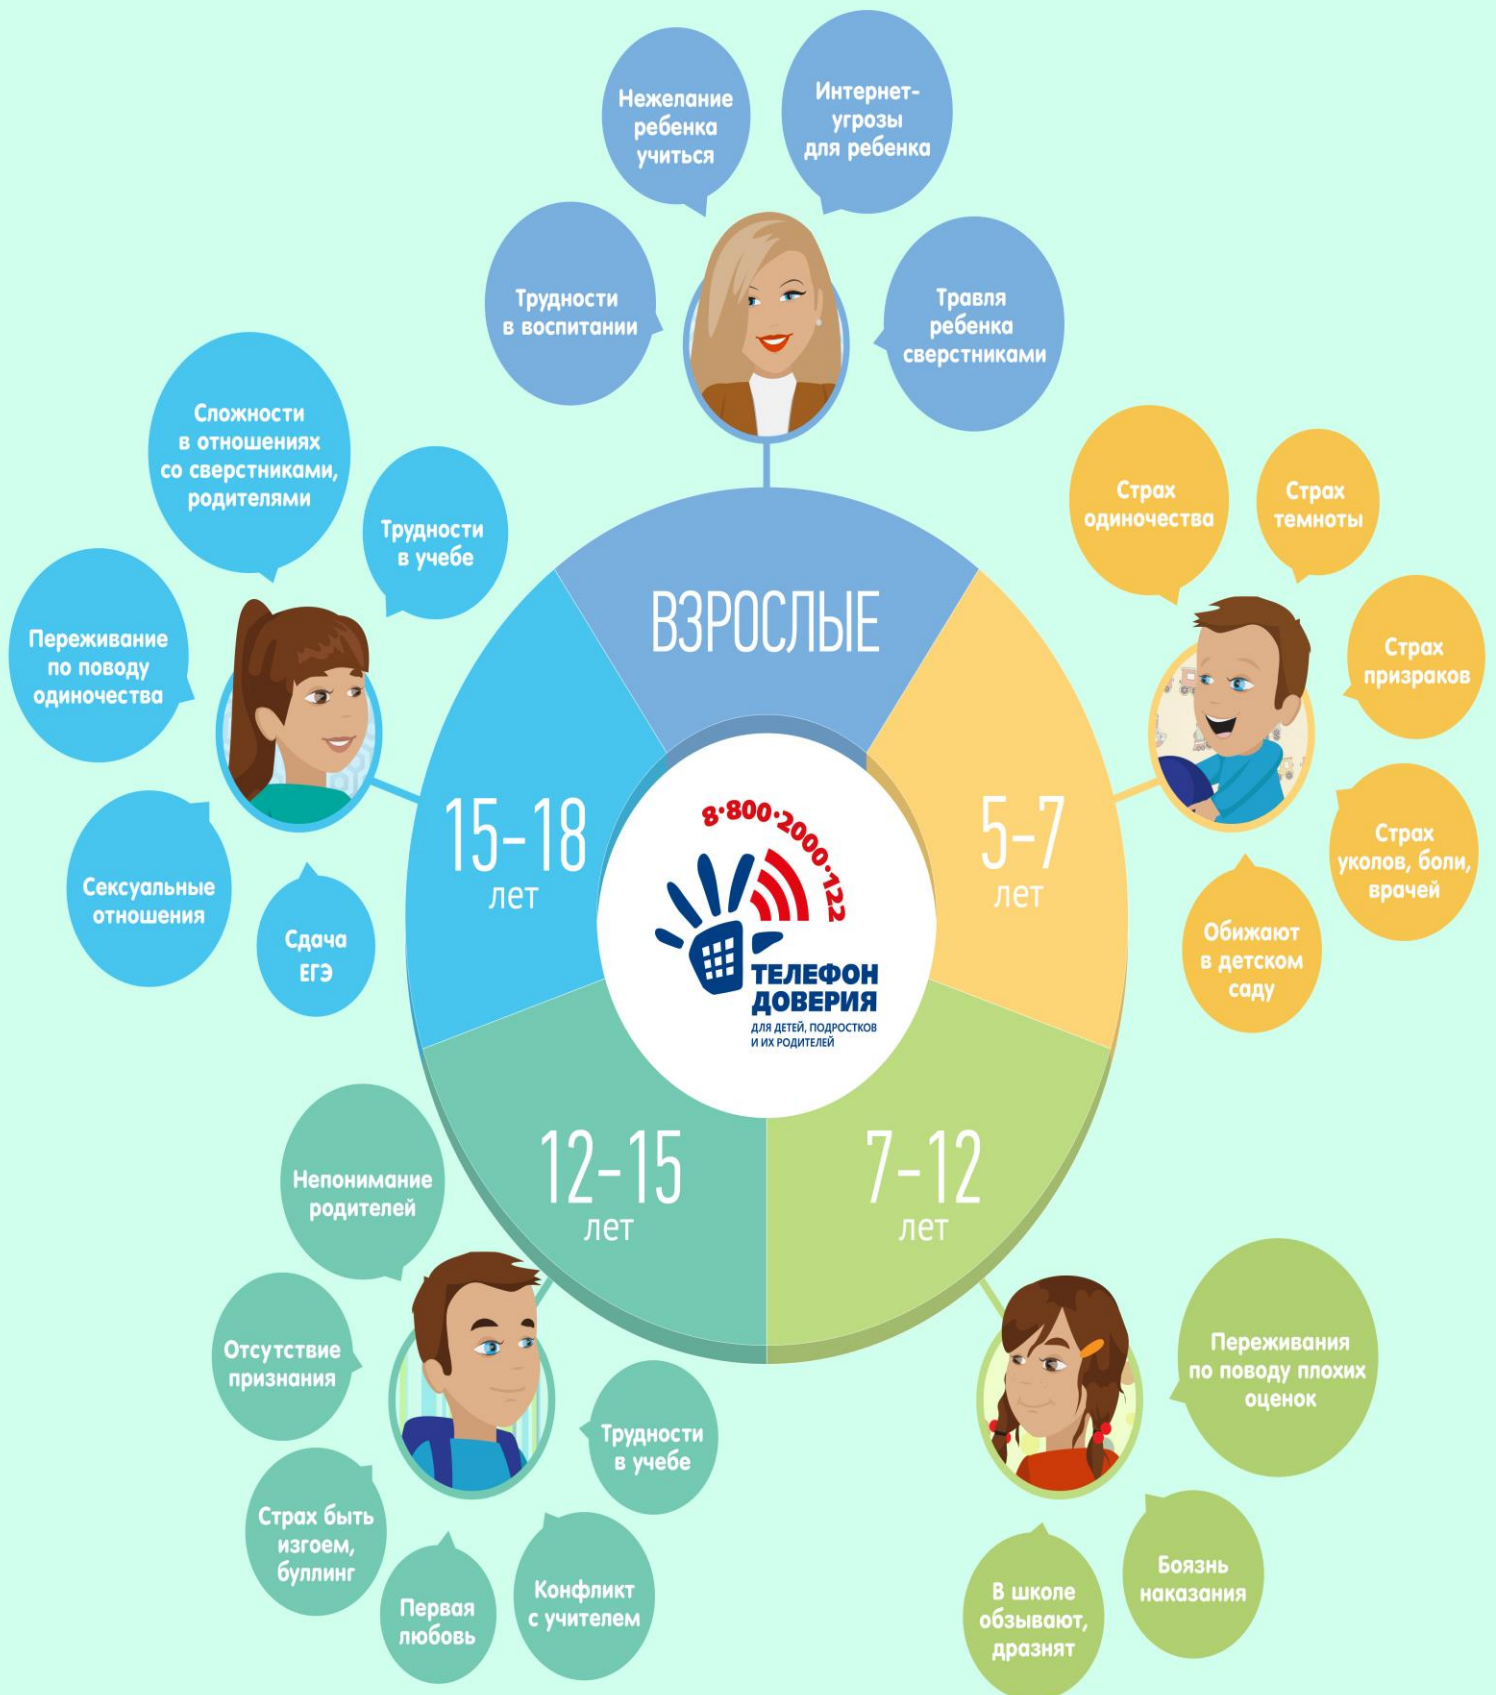 Нежелание
ребенка
учиться
Интернет-
угрозы
для ребенка
Трудности
в воспитании
Травля
ребенка
сверстниками
Сложности
в отношениях
со сверстниками,
родителями
Трудности
в учебе
Переживание
по поводу
одиночества
Сексуальные
отношения
Сдача
ЕГЭ
Страх
одиночества
Страх
темноты
Страх
призраков
Страх
уколов, боли,
врачей
Обижают
в детском
саду
ВЗРОСЛЫЕ
15-18
лет
5-7
лет
8·800·2000·122
ТЕЛЕФОН
ДОВЕРИЯ
ДЛЯ ДЕТЕЙ, ПОДРОСТКОВ
И ИХ РОДИТЕЛЕЙ
12-15
лет
7-12
лет
Непонимание
родителей
Отсутствие
признания
Страх быть
изгоем,
буллинг
Первая
любовь
Конфликт
с учителем
Трудности
в учебе
Переживания
по поводу плохих
оценок
Боязнь
наказания
В школе
обзывают,
дразнят